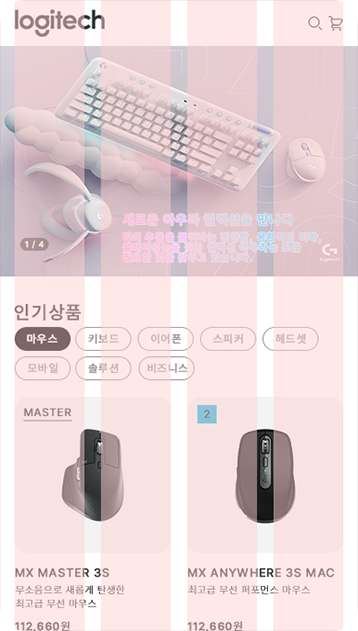 logitech
새로운 아우라 컬렉션을 만나다
1 / 4
logitech
인기상품
마우스 키보드 이어폰 스피커 헤드셋
모바일 솔루션 비즈니스
MASTER 2
MX MASTER 3S MX ANYWHERE 3S MAC
무소음으로 새롭게 탄생한 최고급 무선 퍼포먼스 마우스
최고급 무선 마우스
112,660원 112,660원